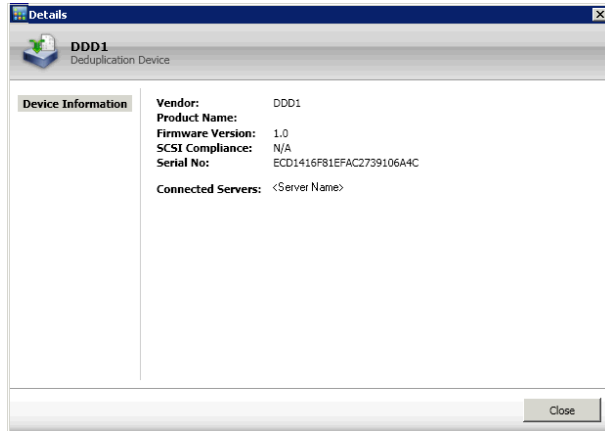 Details
DDD1
Deduplication Device
Device Information
Vendor: DDD1
Product Name:
Firmware Version: 1.0
SCSI Compliance: N/A
Serial No: ECD1416F81EFAC2739106A4C
Connected Servers: <Server Name>
Close